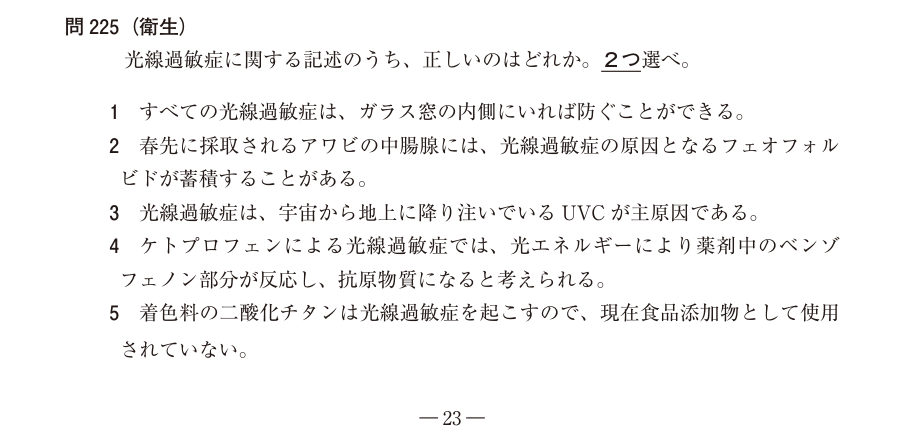 問 225（衛生）
光線過敏症に関する記述のうち、正しいのはどれか。２つ選べ。
1 すべての光線過敏症は、ガラス窓の内側にいれば防ぐことができる。
2 春先に採取されるアワビの中腸腺には、光線過敏症の原因となるフェオフォル
ビドが蓄積することがある。
3 光線過敏症は、宇宙から地上に降り注いでいる UVC が主原因である。
4 ケトプロフェンによる光線過敏症では、光エネルギーにより薬剤中のベンゾ
フェノン部分が反応し、抗原物質になると考えられる。
5 着色料の二酸化チタンは光線過敏症を起こすので、現在食品添加物として使用
されていない。
― 23 ―